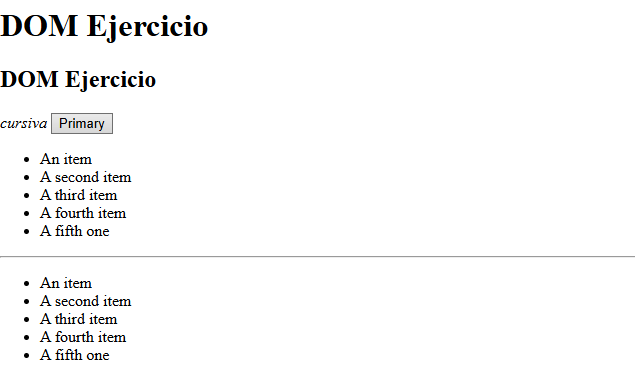 DOM Ejercicio
DOM Ejercicio
cursiva Primary
An item
A second item
A third item
A fourth item
A fifth one
An item
A second item
A third item
A fourth item
A fifth one